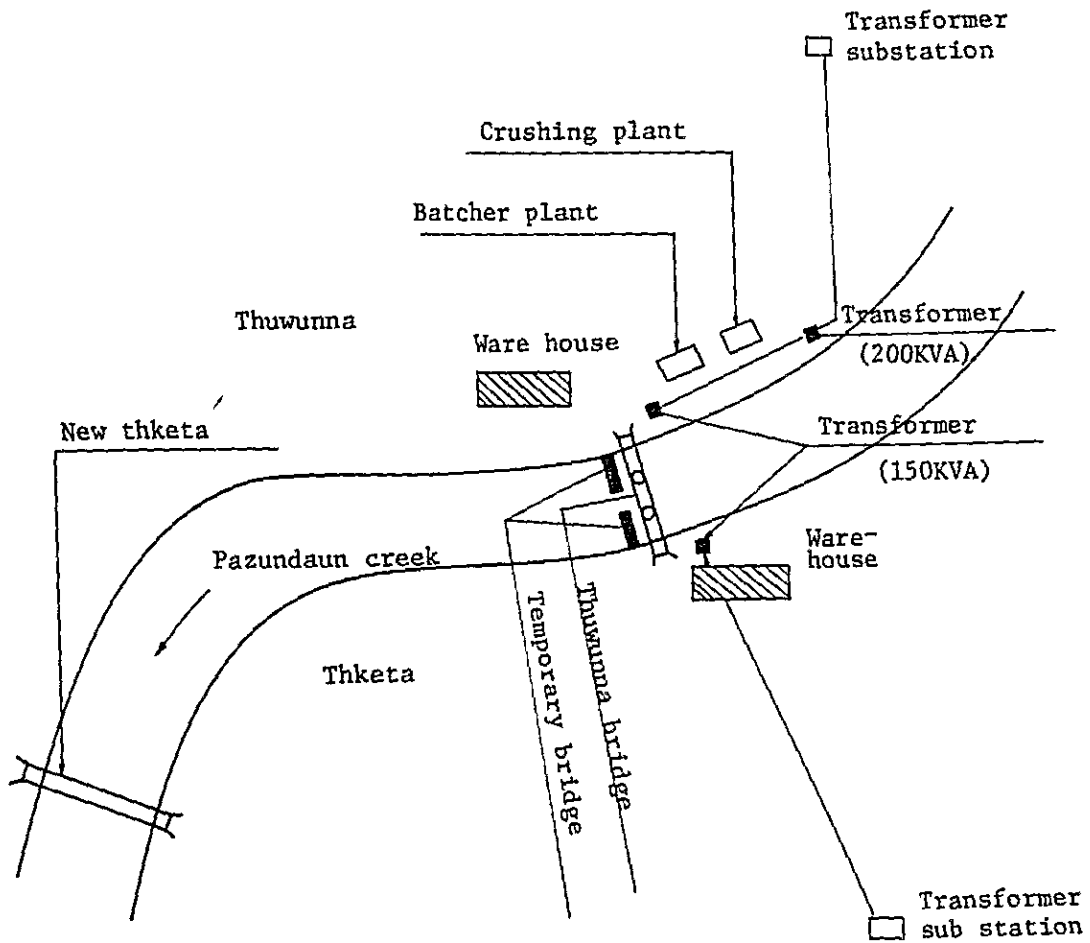 Transformer
substation
Crushing plant
Batcher plant
Thuwunna
Transformer
(200KVA)
Ware house
New thketa
Transformer
(150KVA)
Pazundaun creek
Ware-
house
Temporary bridge
Thuwunna bridge
Thketa
Transformer
sub station